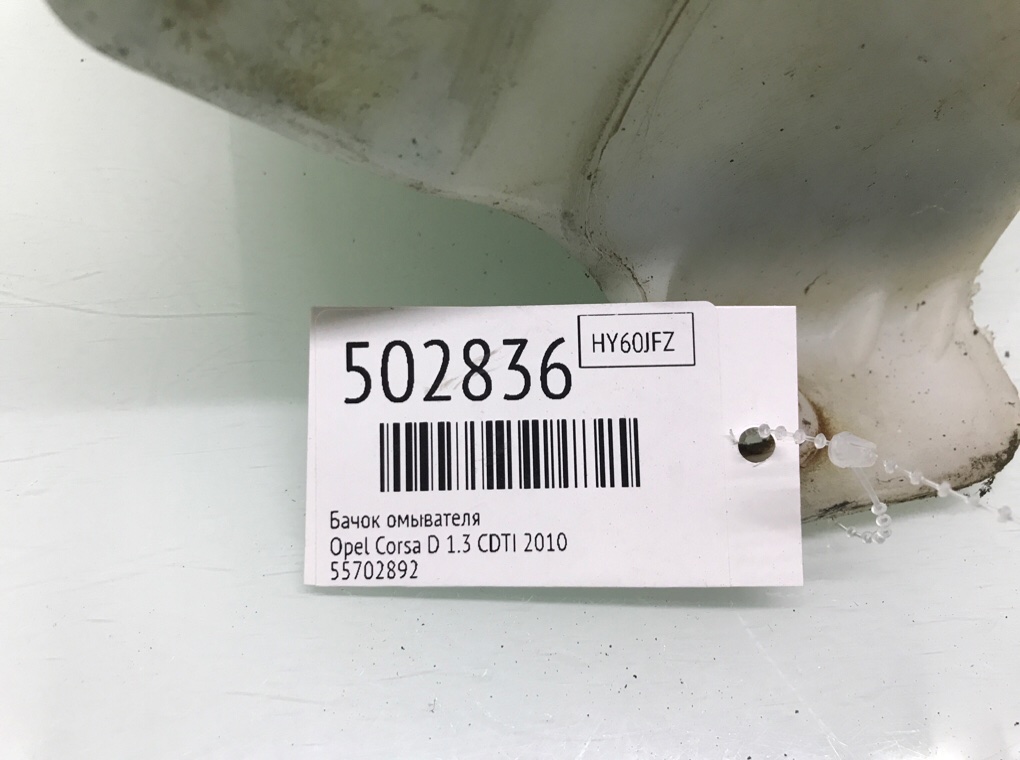 502836
HY60JFZ
Бачок омывателя
Opel Corsa D 1.3 CDTI 2010
55702892